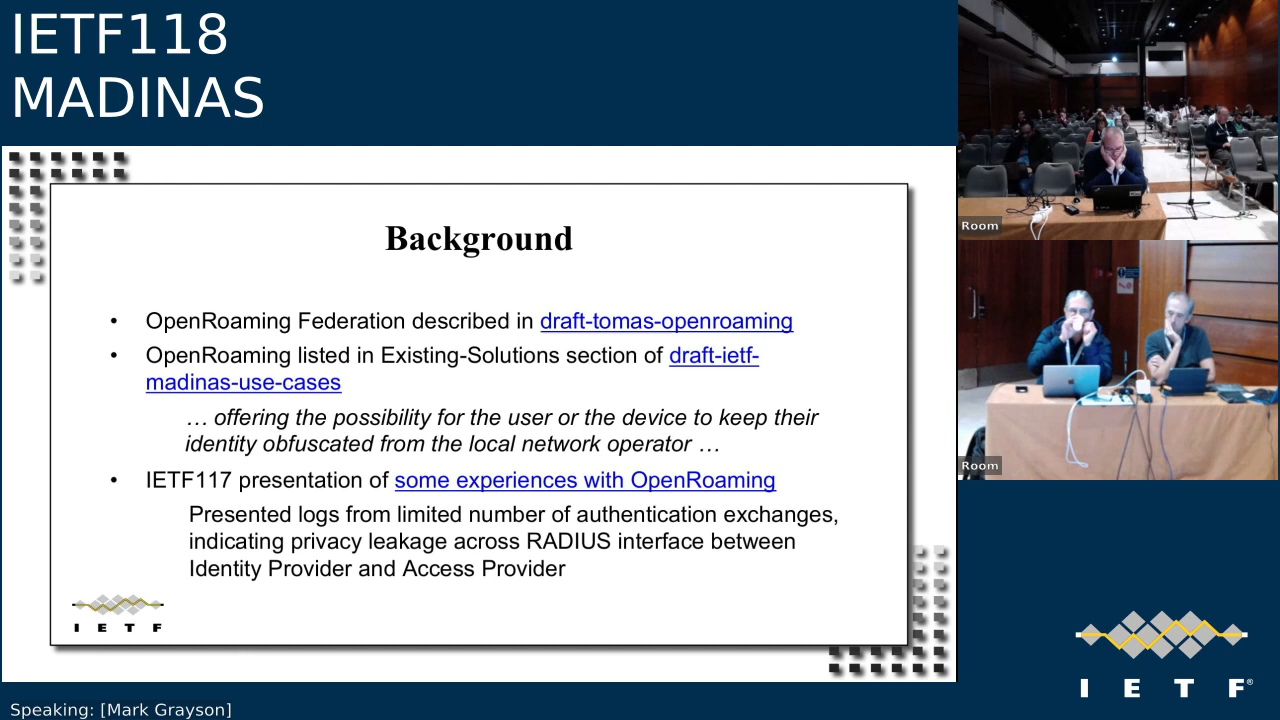 IETF118
MADINAS
Background
• OpenRoaming Federation described in draft-tomas-openroaming
• OpenRoaming listed in Existing-Solutions section of draft-ietf-
madinas-use-cases
… offering the possibility for the user or the device to keep their
identity obfuscated from the local network operator …
• IETF117 presentation of some experiences with OpenRoaming
Presented logs from limited number of authentication exchanges,
indicating privacy leakage across RADIUS interface between
Identity Provider and Access Provider
I E T F
Room
Room
I E T F®
Speaking: [Mark Grayson]